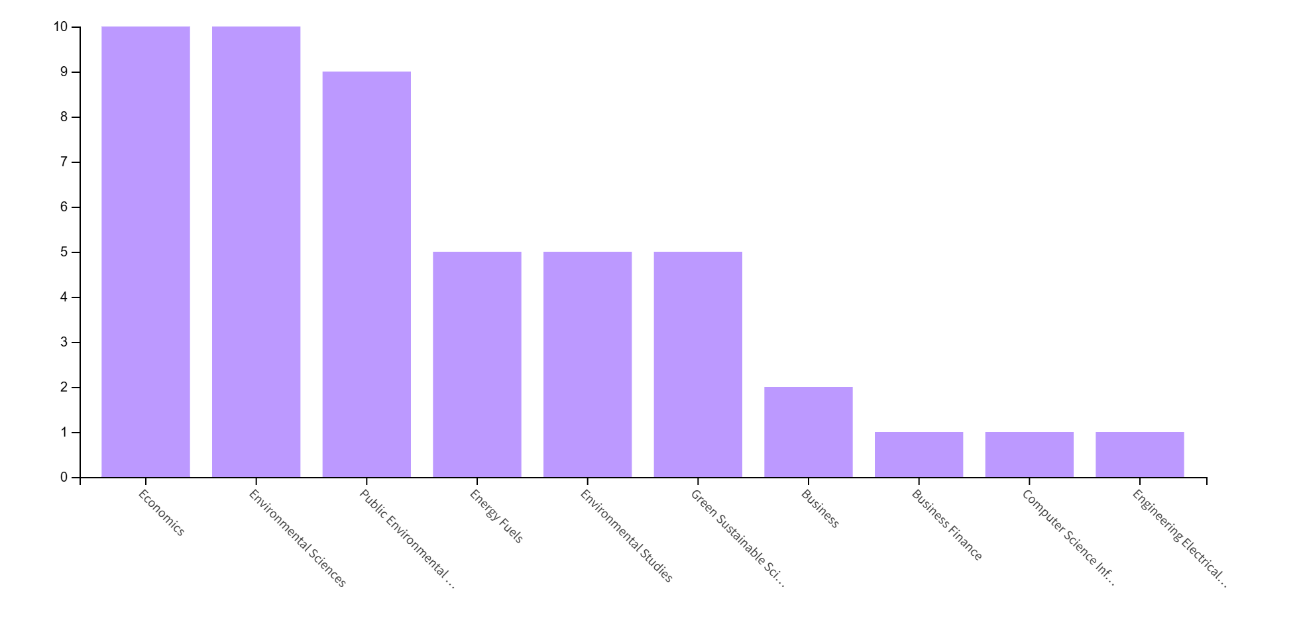 10
9
8
7
6
5
4
3
2
1
0
Economics
Environmental Sciences
Public Environmental ...
Energy Fuels
Environmental Studies
Green Sustainable Sci...
Business
Business Finance
Computer Science Inf...
Engineering Electrical...